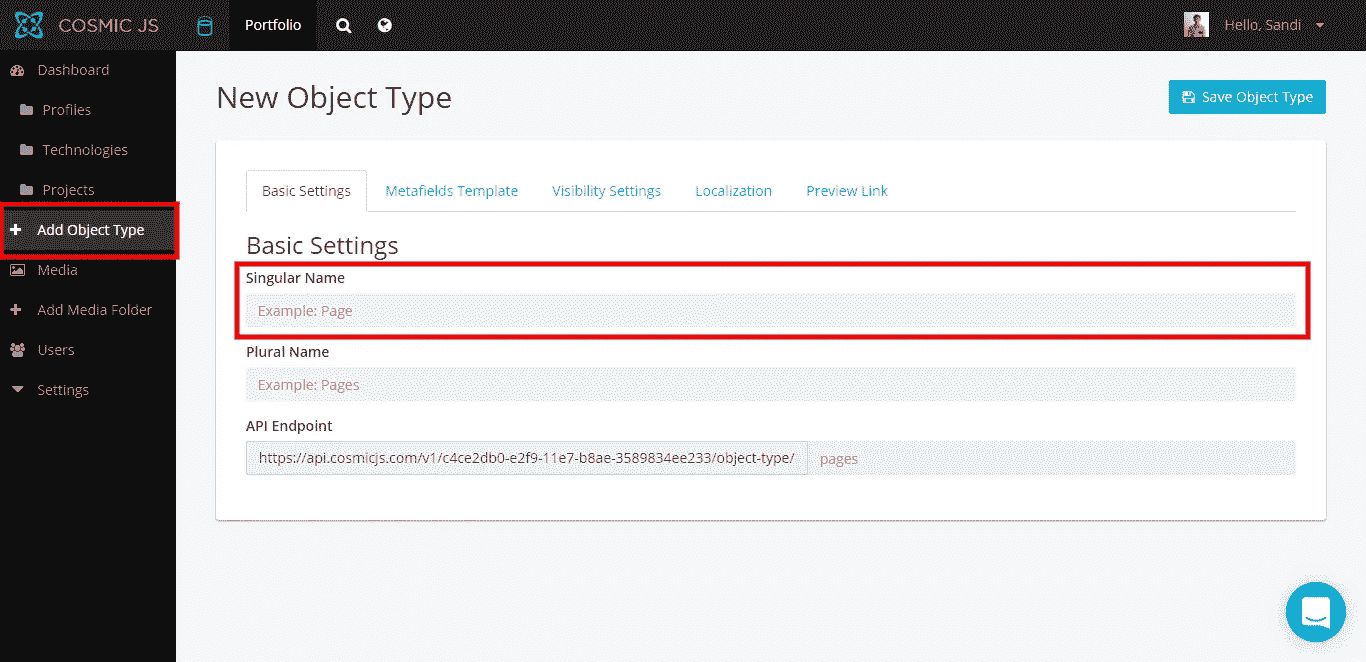 COSMIC JS
Portfolio
Hello, Sandi
Dashboard
Profiles
Technologies
Projects
Add Object Type
Media
Add Media Folder
Users
Settings
New Object Type
Save Object Type
Basic Settings Metafields Template Visibility Settings Localization Preview Link
Basic Settings
Singular Name
Example: Page
Plural Name
Example: Pages
API Endpoint
https://api.cosmicjs.com/v1/c4ce2db0-e2f9-11e7-b8ae-3589834ee233/object-type/ pages